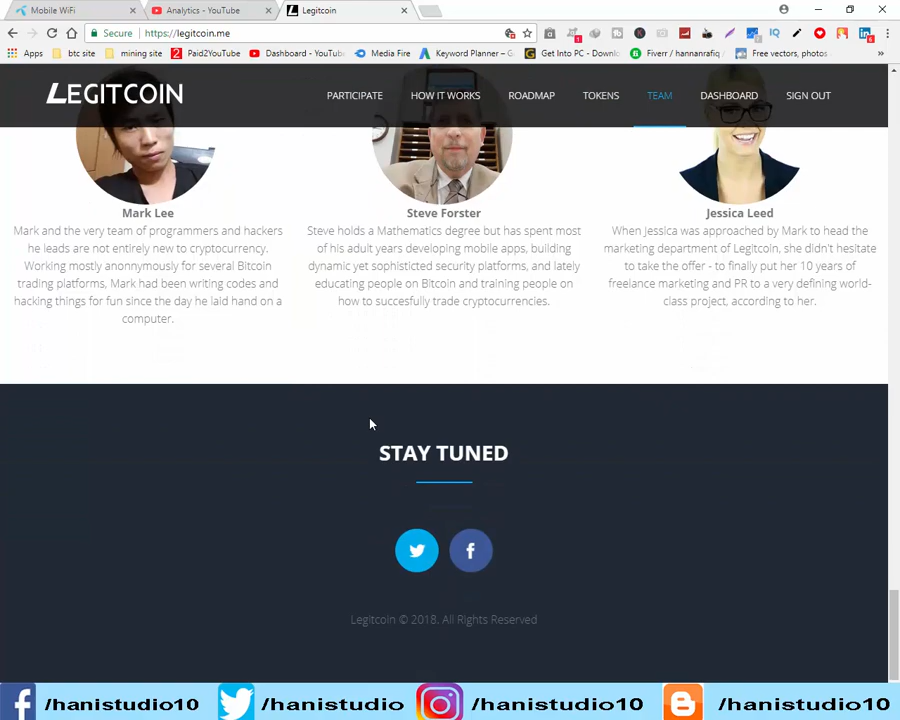 Mobile WiFi
Analytics - YouTube
Legitcoin
Secure
https://legitcoin.me
Apps
btc site
mining site
Paid2YouTube
Dashboard - YouTu
Media Fire
Keyword Planner – G
Get Into PC - Downl
Fiverr / hannanrafiq /
Free vectors, photos
LEGITCOIN
PARTICIPATE
HOW IT WORKS
ROADMAP
TOKENS
TEAM
DASHBOARD
SIGN OUT
Mark Lee
Mark and the very team of programmers and hackers
he leads are not entirely new to cryptocurrency.
Working mostly anonnymously for several Bitcoin
trading platforms, Mark had been writing codes and
hacking things for fun since the day he laid hand on a
computer.
Steve Forster
Steve holds a Mathematics degree but has spent most
of his adult years developing mobile apps, building
dynamic yet sophisticted security platforms, and lately
educating people on Bitcoin and training people on
how to succesfully trade cryptocurrencies.
Jessica Leed
When Jessica was approached by Mark to head the
marketing department of Legitcoin, she didn't hesitate
to take the offer - to finally put her 10 years of
freelance marketing and PR to a very defining world-
class project, according to her.
STAY TUNED
Legitcoin © 2018. All Rights Reserved
/hanistudio10
/hanistudio
/hanistudio10
/hanistudio10